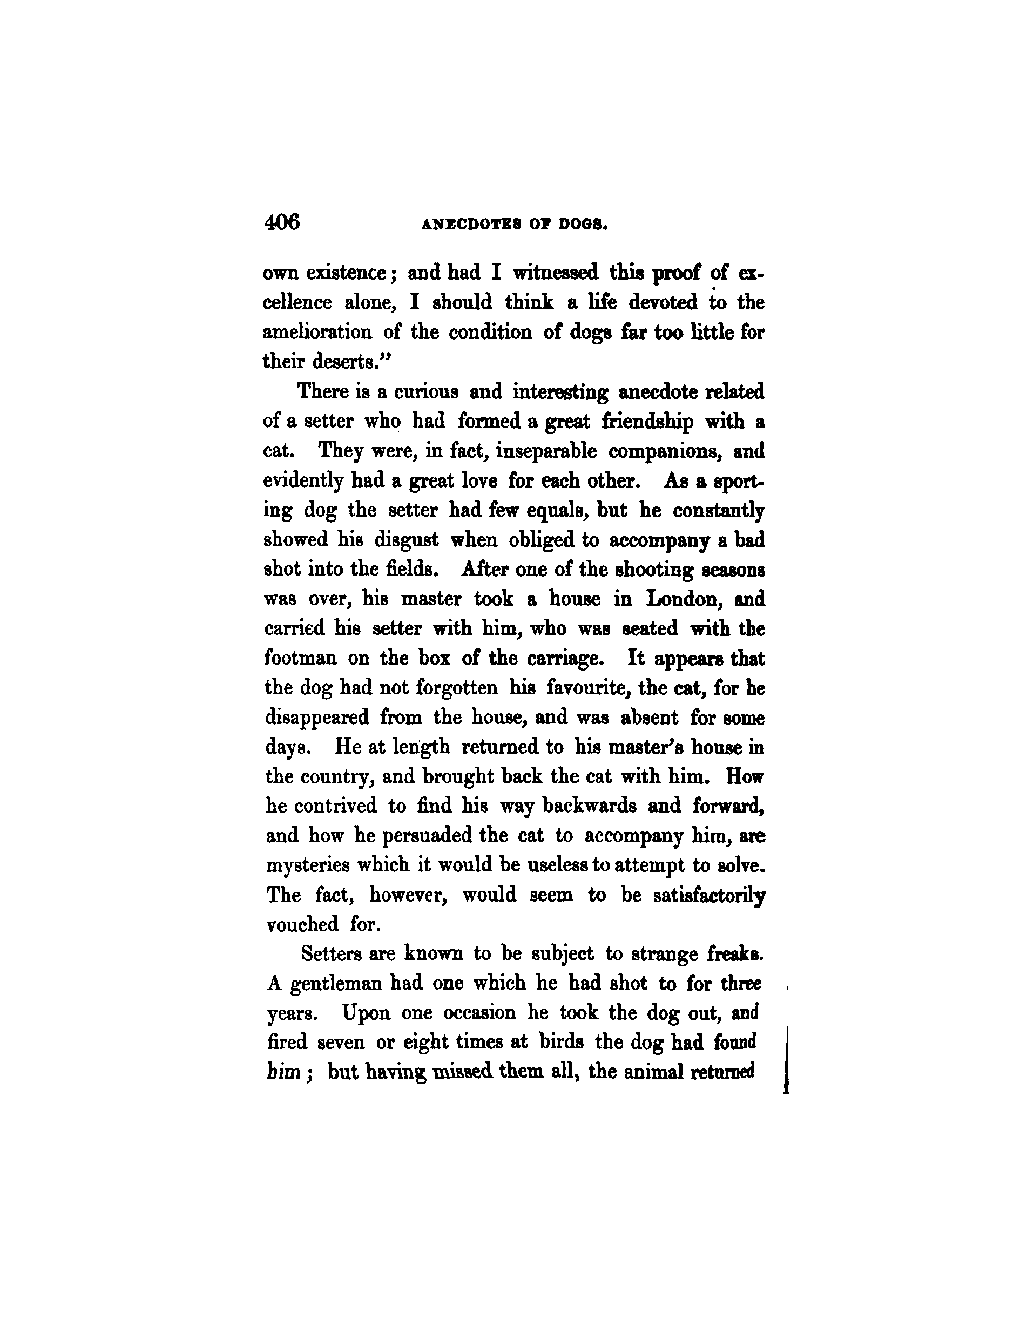 406 ANECDOTES OF DOGS.
own existence; and had I witnessed this proof of ex-
cellence alone, I should think a life devoted to the
amelioration of the condition of dogs far too little for
their deserts."
There is a curious and interesting anecdote related
of a setter who had formed a great friendship with a
cat. They were, in fact, inseparable companions, and
evidently had a great love for each other. As a sport-
ing dog the setter had few equals, but he constantly
showed his disgust when obliged to accompany a bad
shot into the fields. After one of the shooting seasons
was over, his master took a house in London, and
carried his setter with him, who was seated with the
footman on the box of the carriage. It appears that
the dog had not forgotten his favourite, the cat, for he
disappeared from the house, and was absent for some
days. He at length returned to his master's house in
the country, and brought back the cat with him. How
he contrived to find his way backwards and forward,
and how he persuaded the cat to accompany him, are
mysteries which it would be useless to attempt to solve.
The fact, however, would seem to be satisfactorily
vouched for.
Setters are known to be subject to strange freaks.
A gentleman had one which he had shot to for three
years. Upon one occasion he took the dog out, and
fired seven or eight times at birds the dog had found
him; but having missed them all, the animal returned